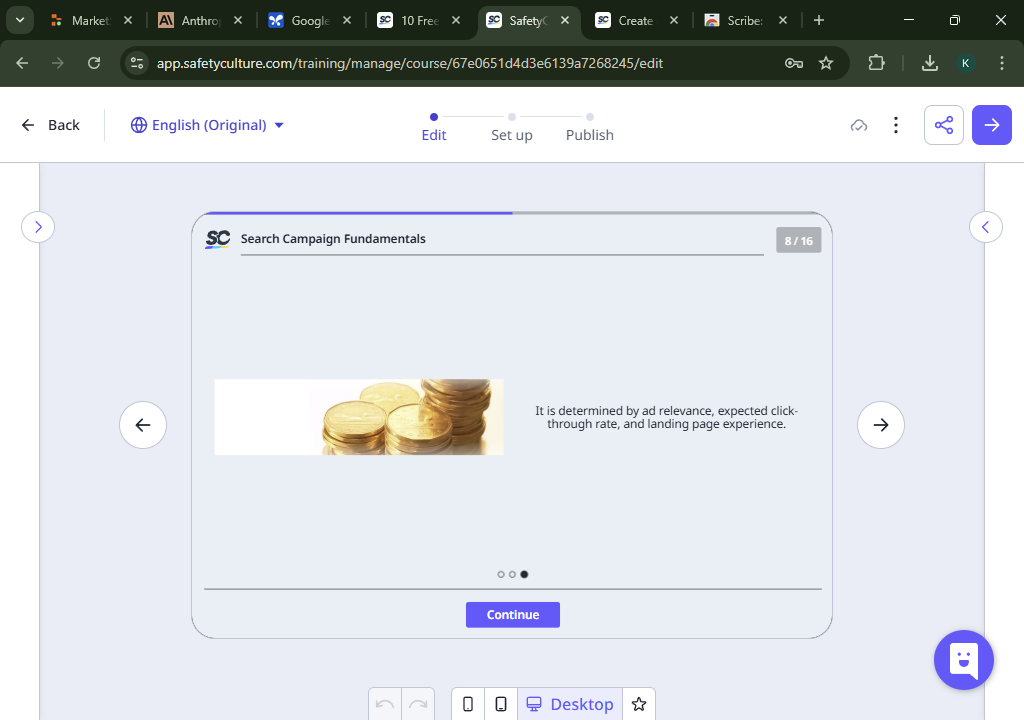 Market
Anthrop
Google
10 Free
SafetyC
Create
Scribe:
app.safetyculture.com/training/manage/course/67e0651d4d3e6139a7268245/edit
K
Back
English (Original)
Edit
Set up
Publish
SC
Search Campaign Fundamentals
8 / 16
It is determined by ad relevance, expected click-
through rate, and landing page experience.
Continue
Desktop